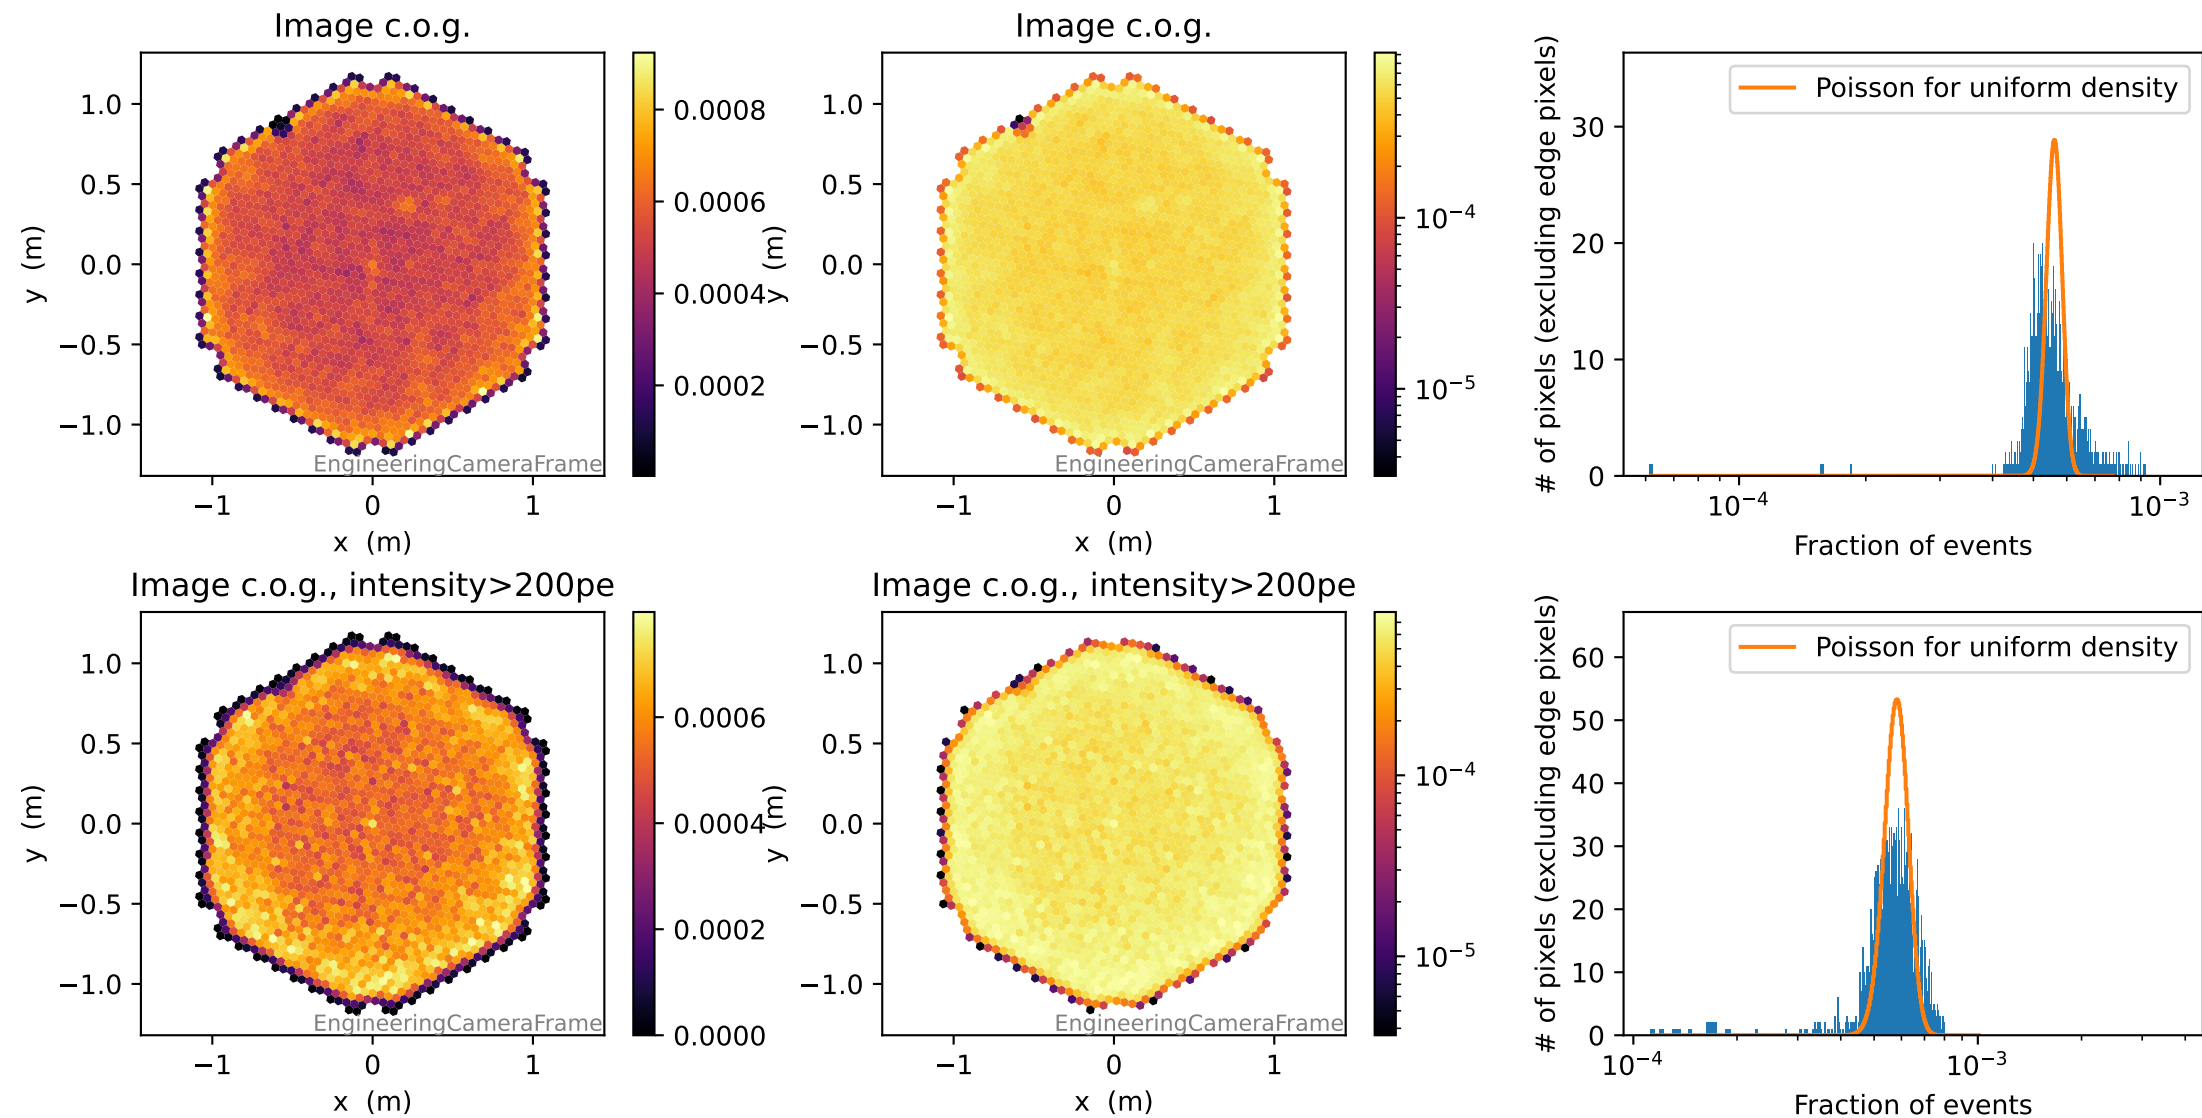 Image c.o.g.
1.0
0.5
0.0
−0.5
−1.0
y (m)
−1
0
1
x (m)
EngineeringCameraFrame
0.0008
0.0006
0.0004
0.0002
Image c.o.g.
1.0
0.5
0.0
−0.5
−1.0
y (m)
−1
0
1
x (m)
EngineeringCameraFrame
10⁻⁴
10⁻⁵
# of pixels (excluding edge pixels)
30
20
10
0
Poisson for uniform density
10⁻⁴
10⁻³
Fraction of events
Image c.o.g., intensity>200pe
1.0
0.5
0.0
−0.5
−1.0
y (m)
−1
0
1
x (m)
EngineeringCameraFrame
0.0006
0.0004
0.0002
0.0000
Image c.o.g., intensity>200pe
1.0
0.5
0.0
−0.5
−1.0
y (m)
−1
0
1
x (m)
EngineeringCameraFrame
10⁻⁴
10⁻⁵
# of pixels (excluding edge pixels)
60
50
40
30
20
10
0
Poisson for uniform density
10⁻⁴
10⁻³
Fraction of events